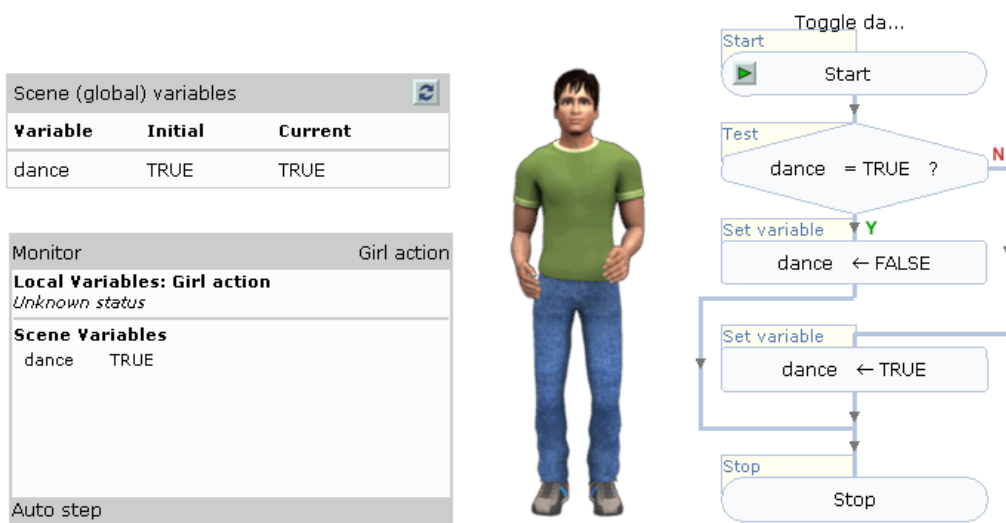 Scene (global) variables
Variable Initial Current
dance TRUE TRUE
Monitor Girl action
Local Variables: Girl action
Unknown status
Scene Variables
dance TRUE
Auto step
Toggle da...
Start
Start
Test
dance = TRUE ?
N
Y
Set variable
dance ← FALSE
Set variable
dance ← TRUE
Stop
Stop